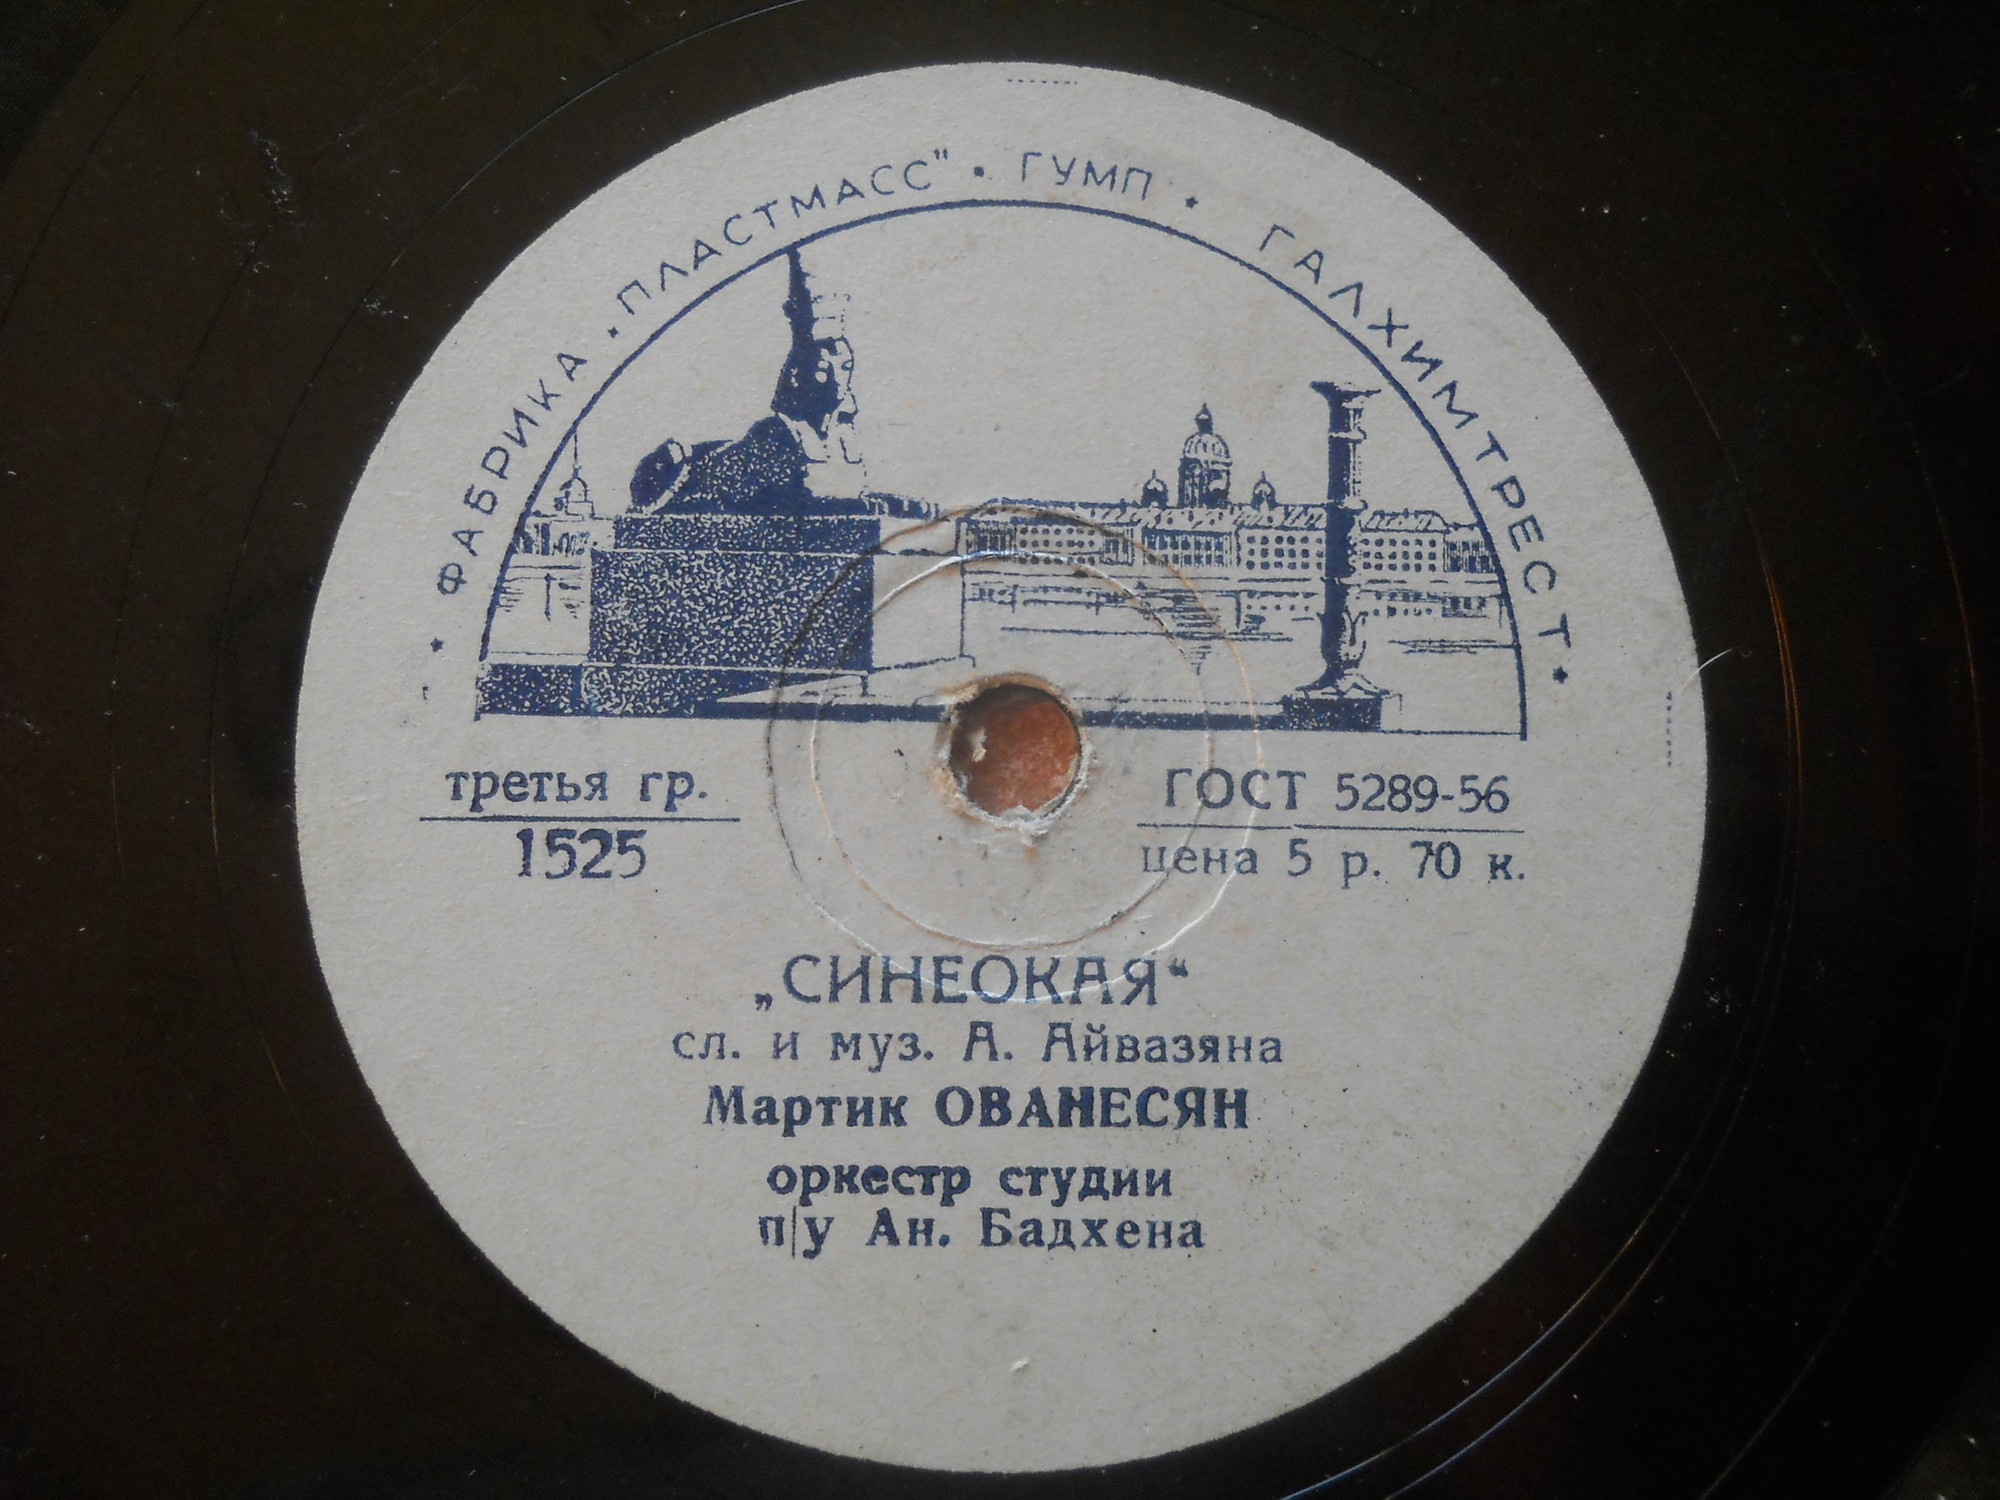 ФАБРИКА „ПЛАСТМАСС" • ГУМП • ГАЛХИМТРЕСТ
третья гр.
1525
ГОСТ 5289-56
цена 5 р. 70 к.
„СИНЕОКАЯ“
сл. и муз. А. Айвазяна
Мартик ОВАНЕСЯН
оркестр студии
п/у Ан. Бадхена